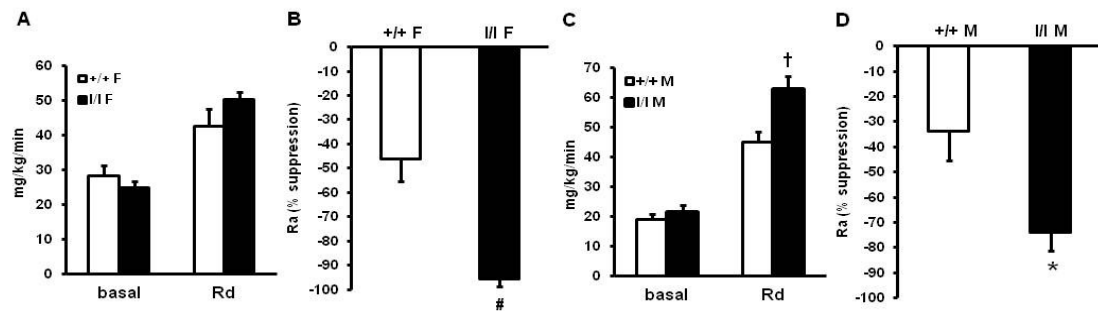 A
mg/kg/min
60
50
40
30
20
10
0
+/+ F
I/I F
basal
Rd
B
+/+ F
I/I F
Ra (% suppression)
0
-10
-20
-30
-40
-50
-60
-70
-80
-90
-100
#
C
mg/kg/min
70
60
50
40
30
20
10
0
+/+ M
I/I M
†
basal
Rd
D
+/+ M
I/I M
Ra (% suppression)
0
-10
-20
-30
-40
-50
-60
-70
-80
-90
-100
*